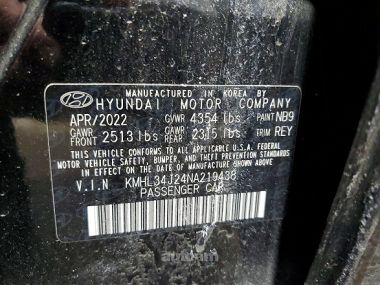 MANUFACTURED IN KOREA BY
HYUNDAI MOTOR COMPANY
APR/2022 GVWR 4354 lbs PAINT NB9
GAWR FRONT 2513 lbs GAWR REAR 2315 lbs TRIM REY
THIS VEHICLE CONFORMS TO ALL APPLICABLE FEDERAL
MOTOR VEHICLE SAFETY, BUMPER, AND THEFT PREVENTION
STANDARDS IN EFFECT ON THE DATE OF MANUFACTURE
SHOWN ABOVE.
V.I.N KMHL34J24NA219438
PASSENGER CAR